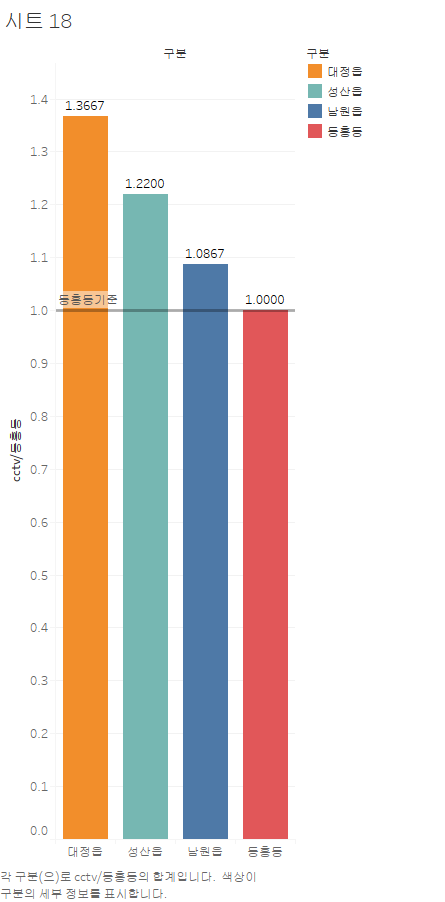 시트 18
구분
구분
대정읍
성산읍
남원읍
동홍동
1.4
1.3
1.2
1.1
1.0
0.9
0.8
0.7
0.6
0.5
0.4
0.3
0.2
0.1
0.0
cctv/동홍동
1.3667
1.2200
1.0867
1.0000
동홍동기준
대정읍
성산읍
남원읍
동홍동
각 구분(으)로 cctv/동홍동의 합계입니다. 색상이
구분의 세부 정보를 표시합니다.